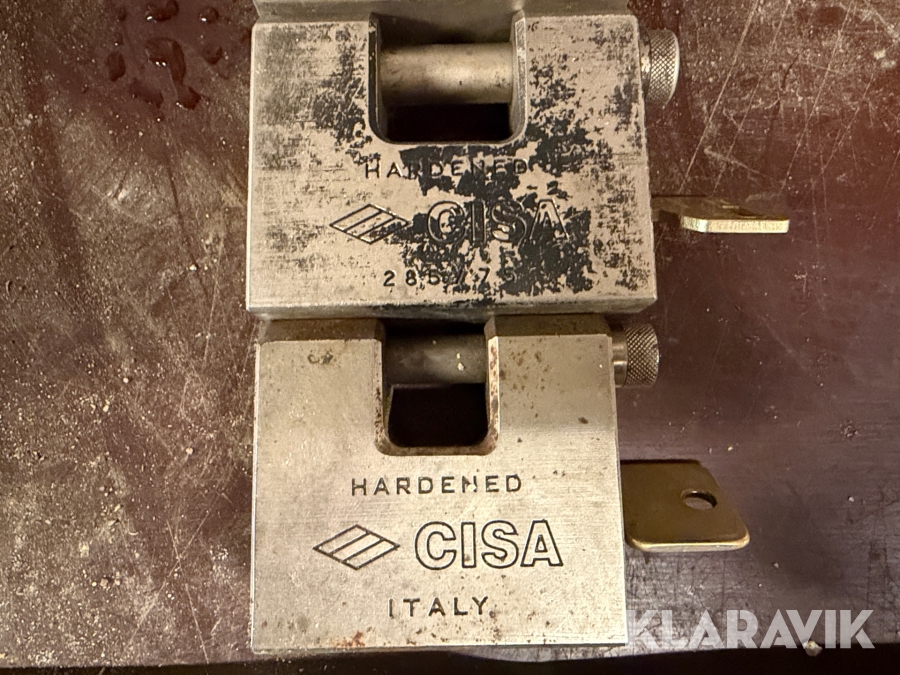 HARDENED
CISA
HARDENED
CISA
ITALY
KLARAVIK